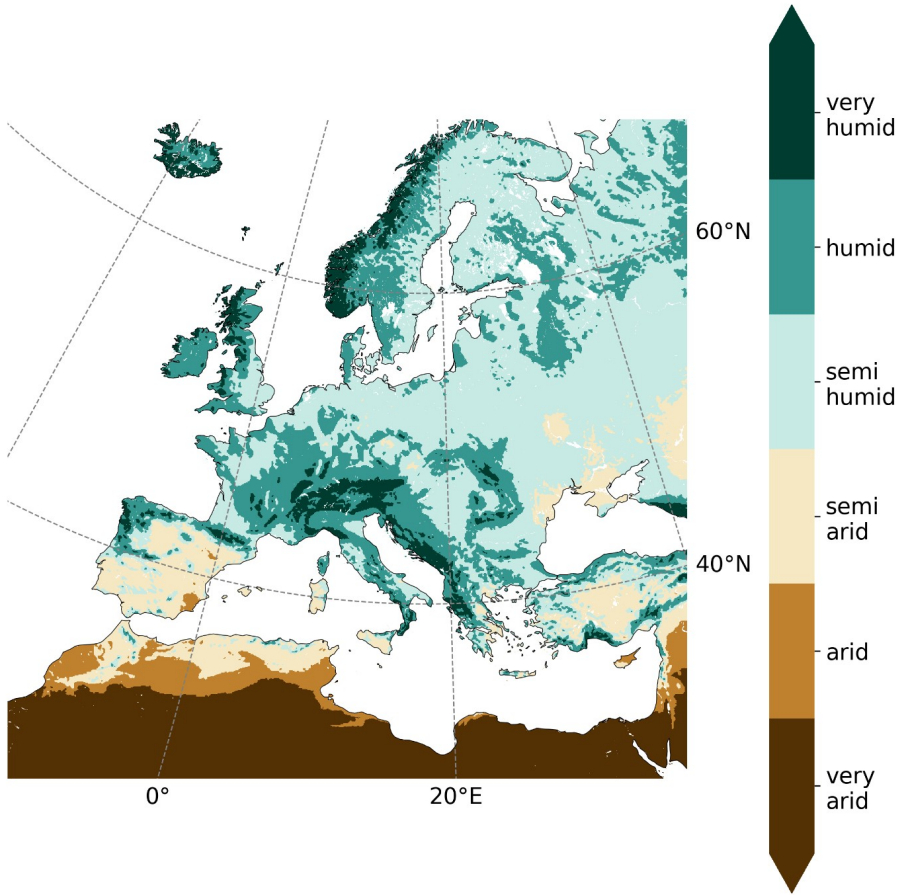 very
humid
60°N
humid
semi
humid
semi
arid
40°N
arid
very
arid
0°
20°E